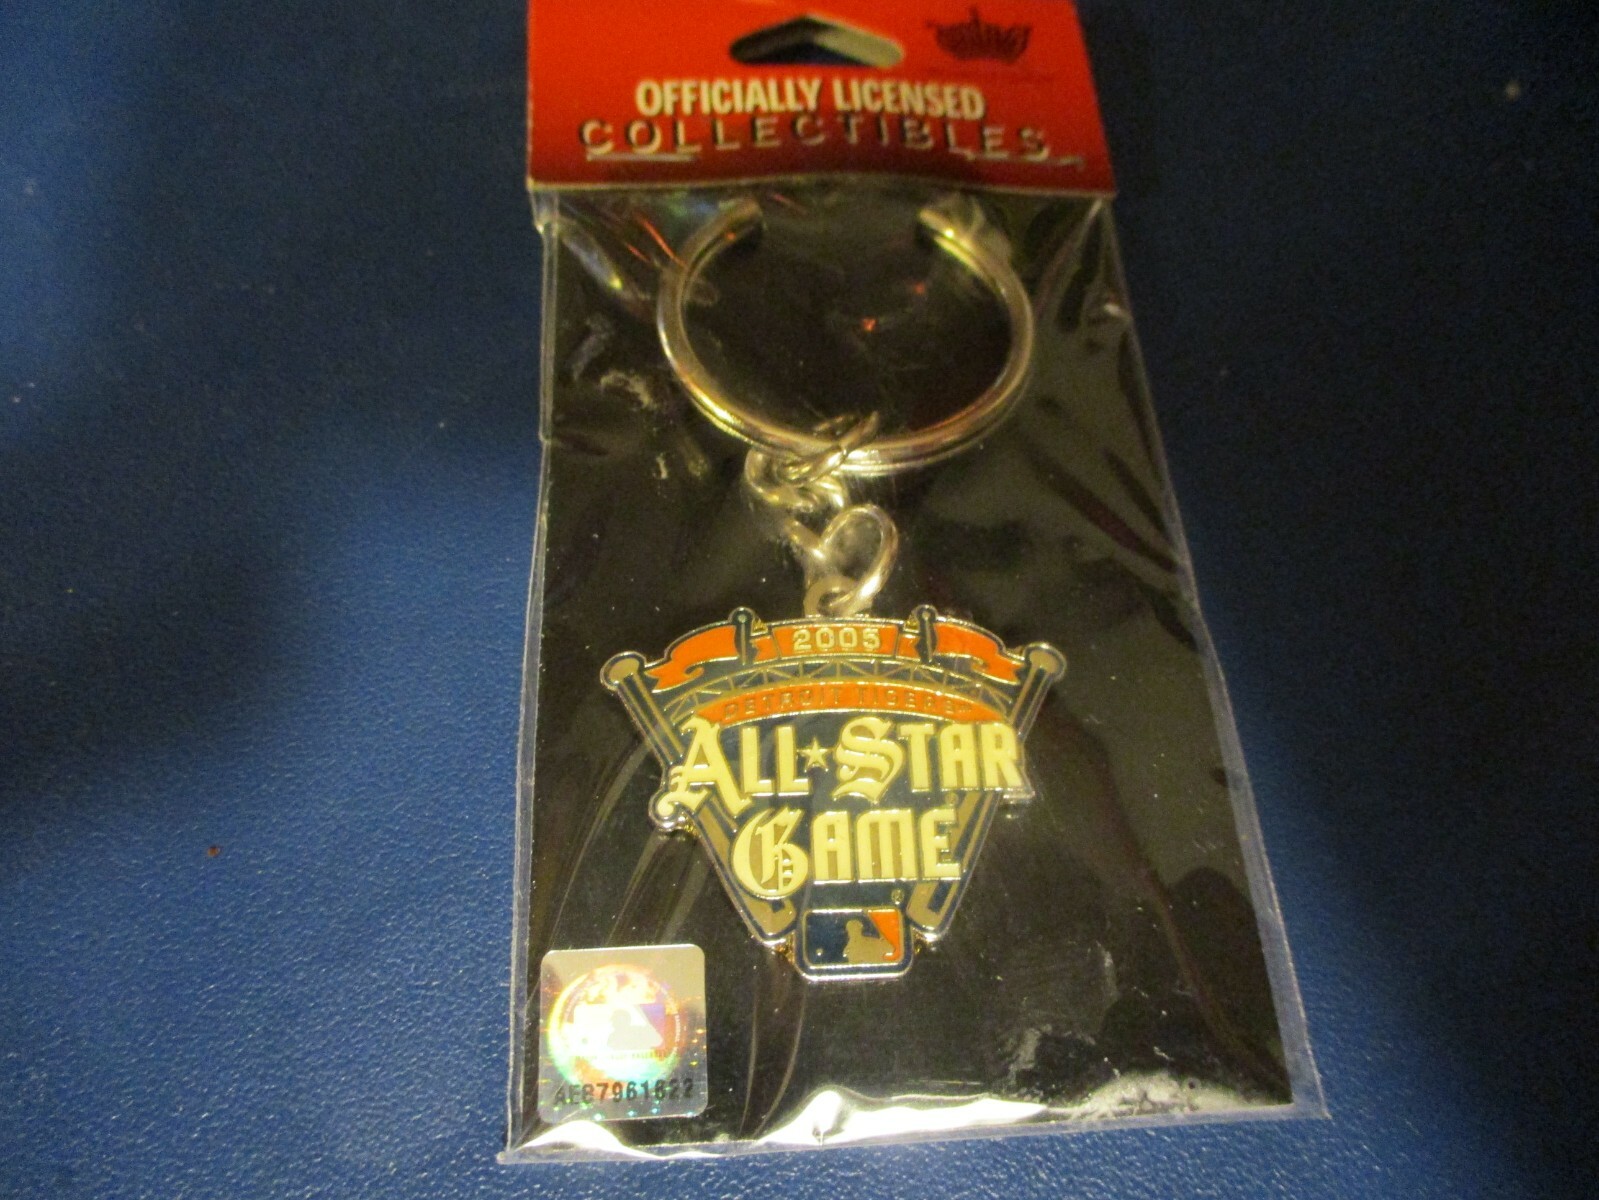 OFFICIALLY LICENSED
COLLECTIBLES
2005
DETROIT TIGERS
ALL★STAR
GAME
®